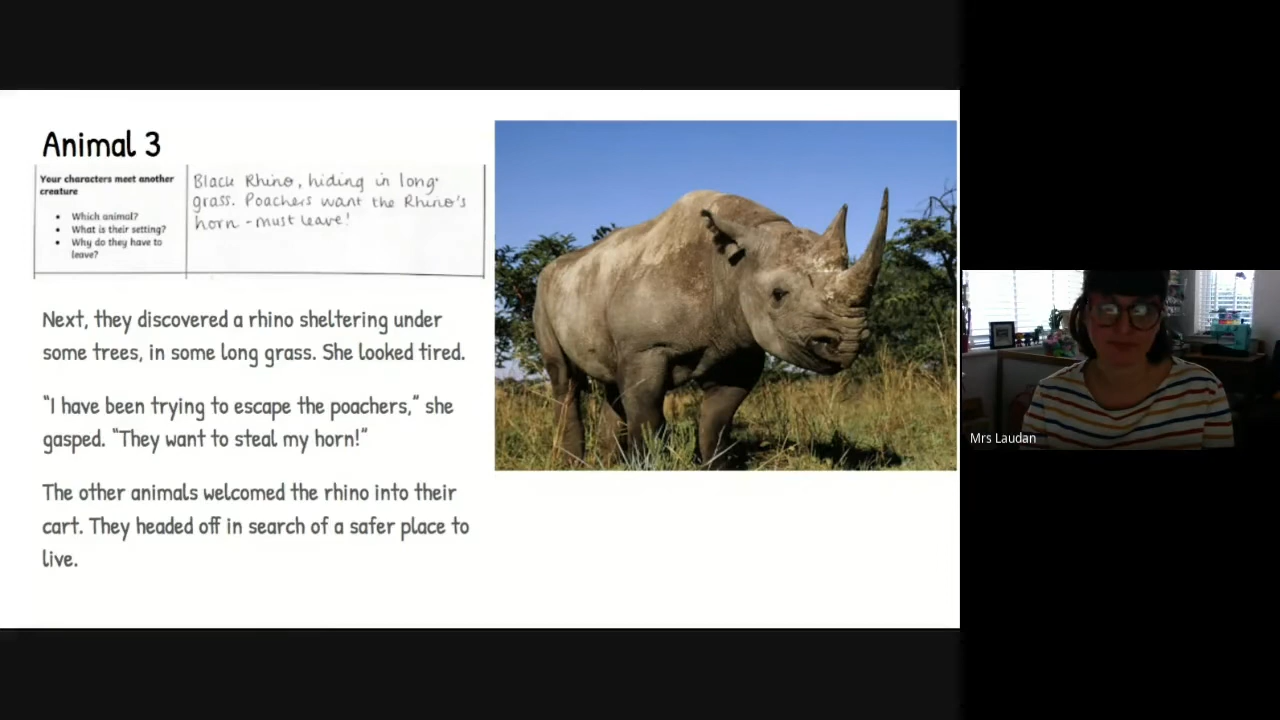 Animal 3
Your characters meet another
creature
• Which animal?
• What is their setting?
• Why do they have to
leave?
Black Rhino, hiding in long
grass. Poachers want the Rhino's
horn - must leave!
Next, they discovered a rhino sheltering under
some trees, in some long grass. She looked tired.
"I have been trying to escape the poachers," she
gasped. "They want to steal my horn!"
The other animals welcomed the rhino into their
cart. They headed off in search of a safer place to
live.
Mrs Laudan